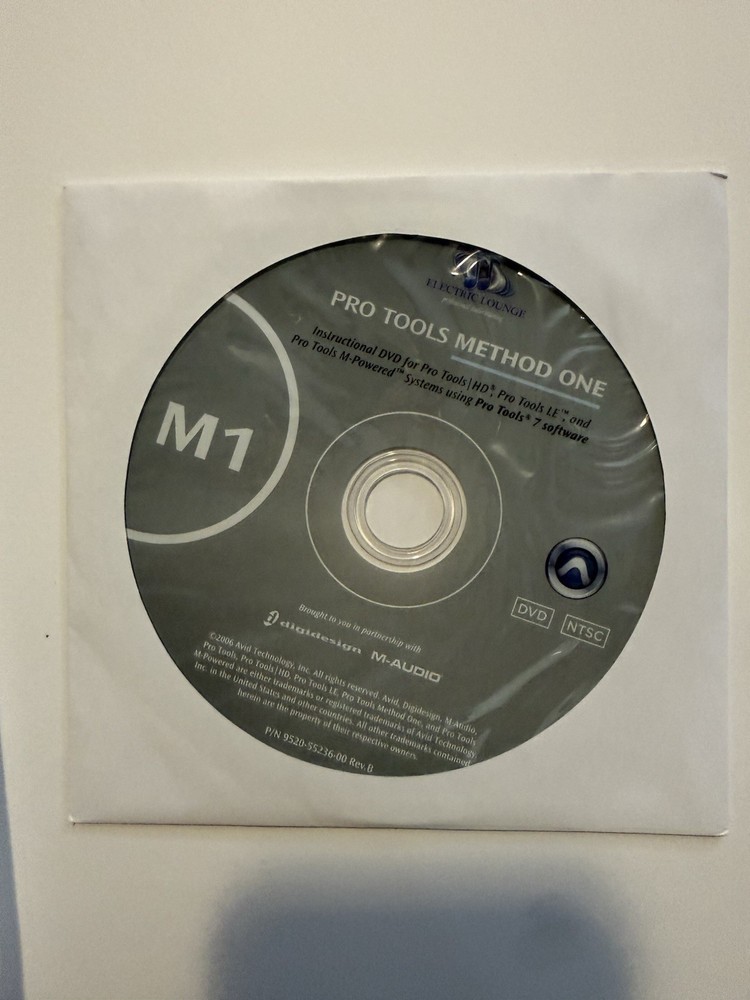 ELECTRIC LOUNGE
PRO TOOLS METHOD ONE
Instructional DVD for Pro Tools|HD®, Pro Tools LE™, and
Pro Tools M-Powered™ Systems using Pro Tools® 7 software
M1
DVD NTSC
Brought to you in partnership with
digidesign M-AUDIO
©2006 Avid Technology, Inc. All rights reserved. Avid, Digidesign, M-Audio,
Pro Tools, Pro Tools|HD, Pro Tools LE, Pro Tools Method One, and Pro Tools
M-Powered are either trademarks or registered trademarks of Avid Technology
Inc. in the United States and other countries. All other trademarks contained
herein are the property of their respective owners.
P/N 9520-55236-00 Rev.B